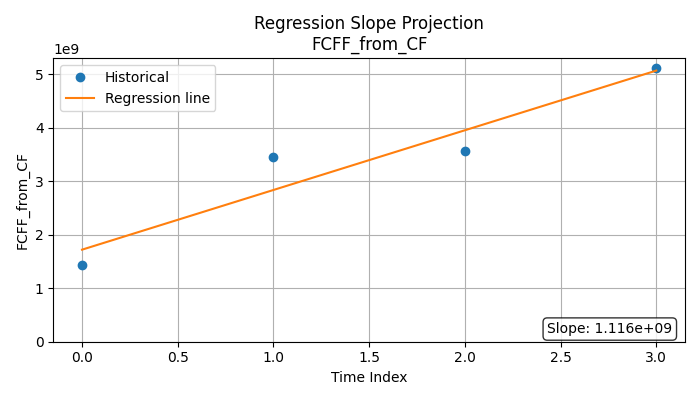 Regression Slope Projection
FCFF_from_CF
1e9
Historical
Regression line
5
4
3
2
1
0
FCFF_from_CF
Slope: 1.116e+09
0.0 0.5 1.0 1.5 2.0 2.5 3.0
Time Index